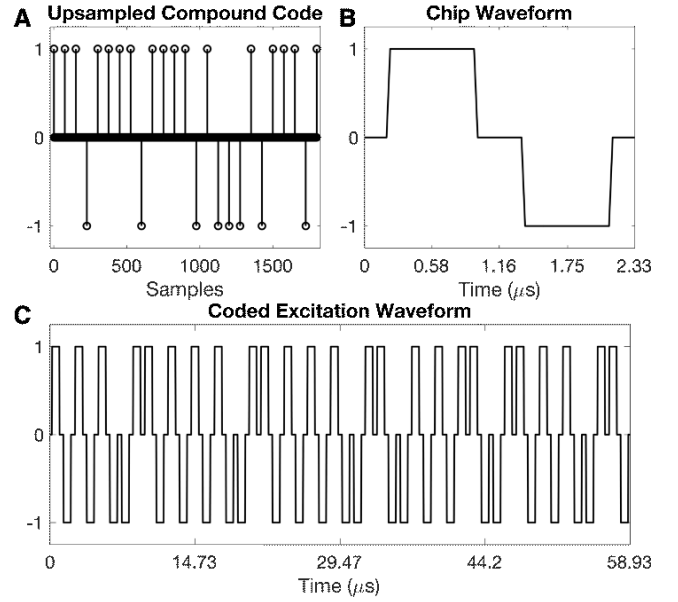 A Upsampled Compound Code
1
0
-1
0 500 1000 1500
Samples
B Chip Waveform
1
0
-1
0 0.58 1.16 1.75 2.33
Time (μs)
C Coded Excitation Waveform
1
0
-1
0 14.73 29.47 44.2 58.93
Time (μs)